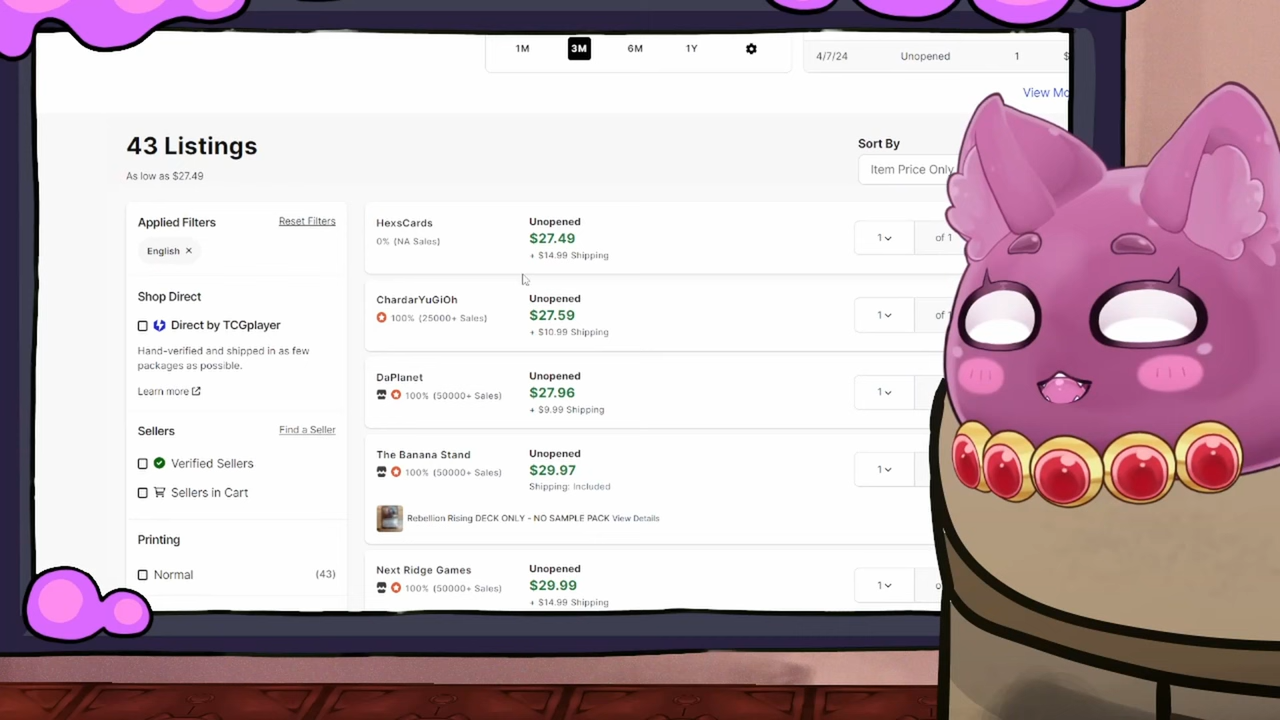 1M 3M 6M 1Y
4/7/24 Unopened 1 $
View Mo
43 Listings
As low as $27.49
Sort By
Item Price Only
Applied Filters Reset Filters
English ×
Shop Direct
Direct by TCGplayer
Hand-verified and shipped in as few
packages as possible.
Learn more
Sellers Find a Seller
Verified Sellers
Sellers in Cart
Printing
Normal (43)
HexsCards
0% (NA Sales)
Unopened
$27.49
+ $14.99 Shipping
1 of 1
ChardarYuGiOh
100% (25000+ Sales)
Unopened
$27.59
+ $10.99 Shipping
1 of 1
DaPlanet
100% (50000+ Sales)
Unopened
$27.96
+ $9.99 Shipping
1
The Banana Stand
100% (50000+ Sales)
Unopened
$29.97
Shipping: Included
1
Rebellion Rising DECK ONLY - NO SAMPLE PACK View Details
Next Ridge Games
100% (50000+ Sales)
Unopened
$29.99
+ $14.99 Shipping
1